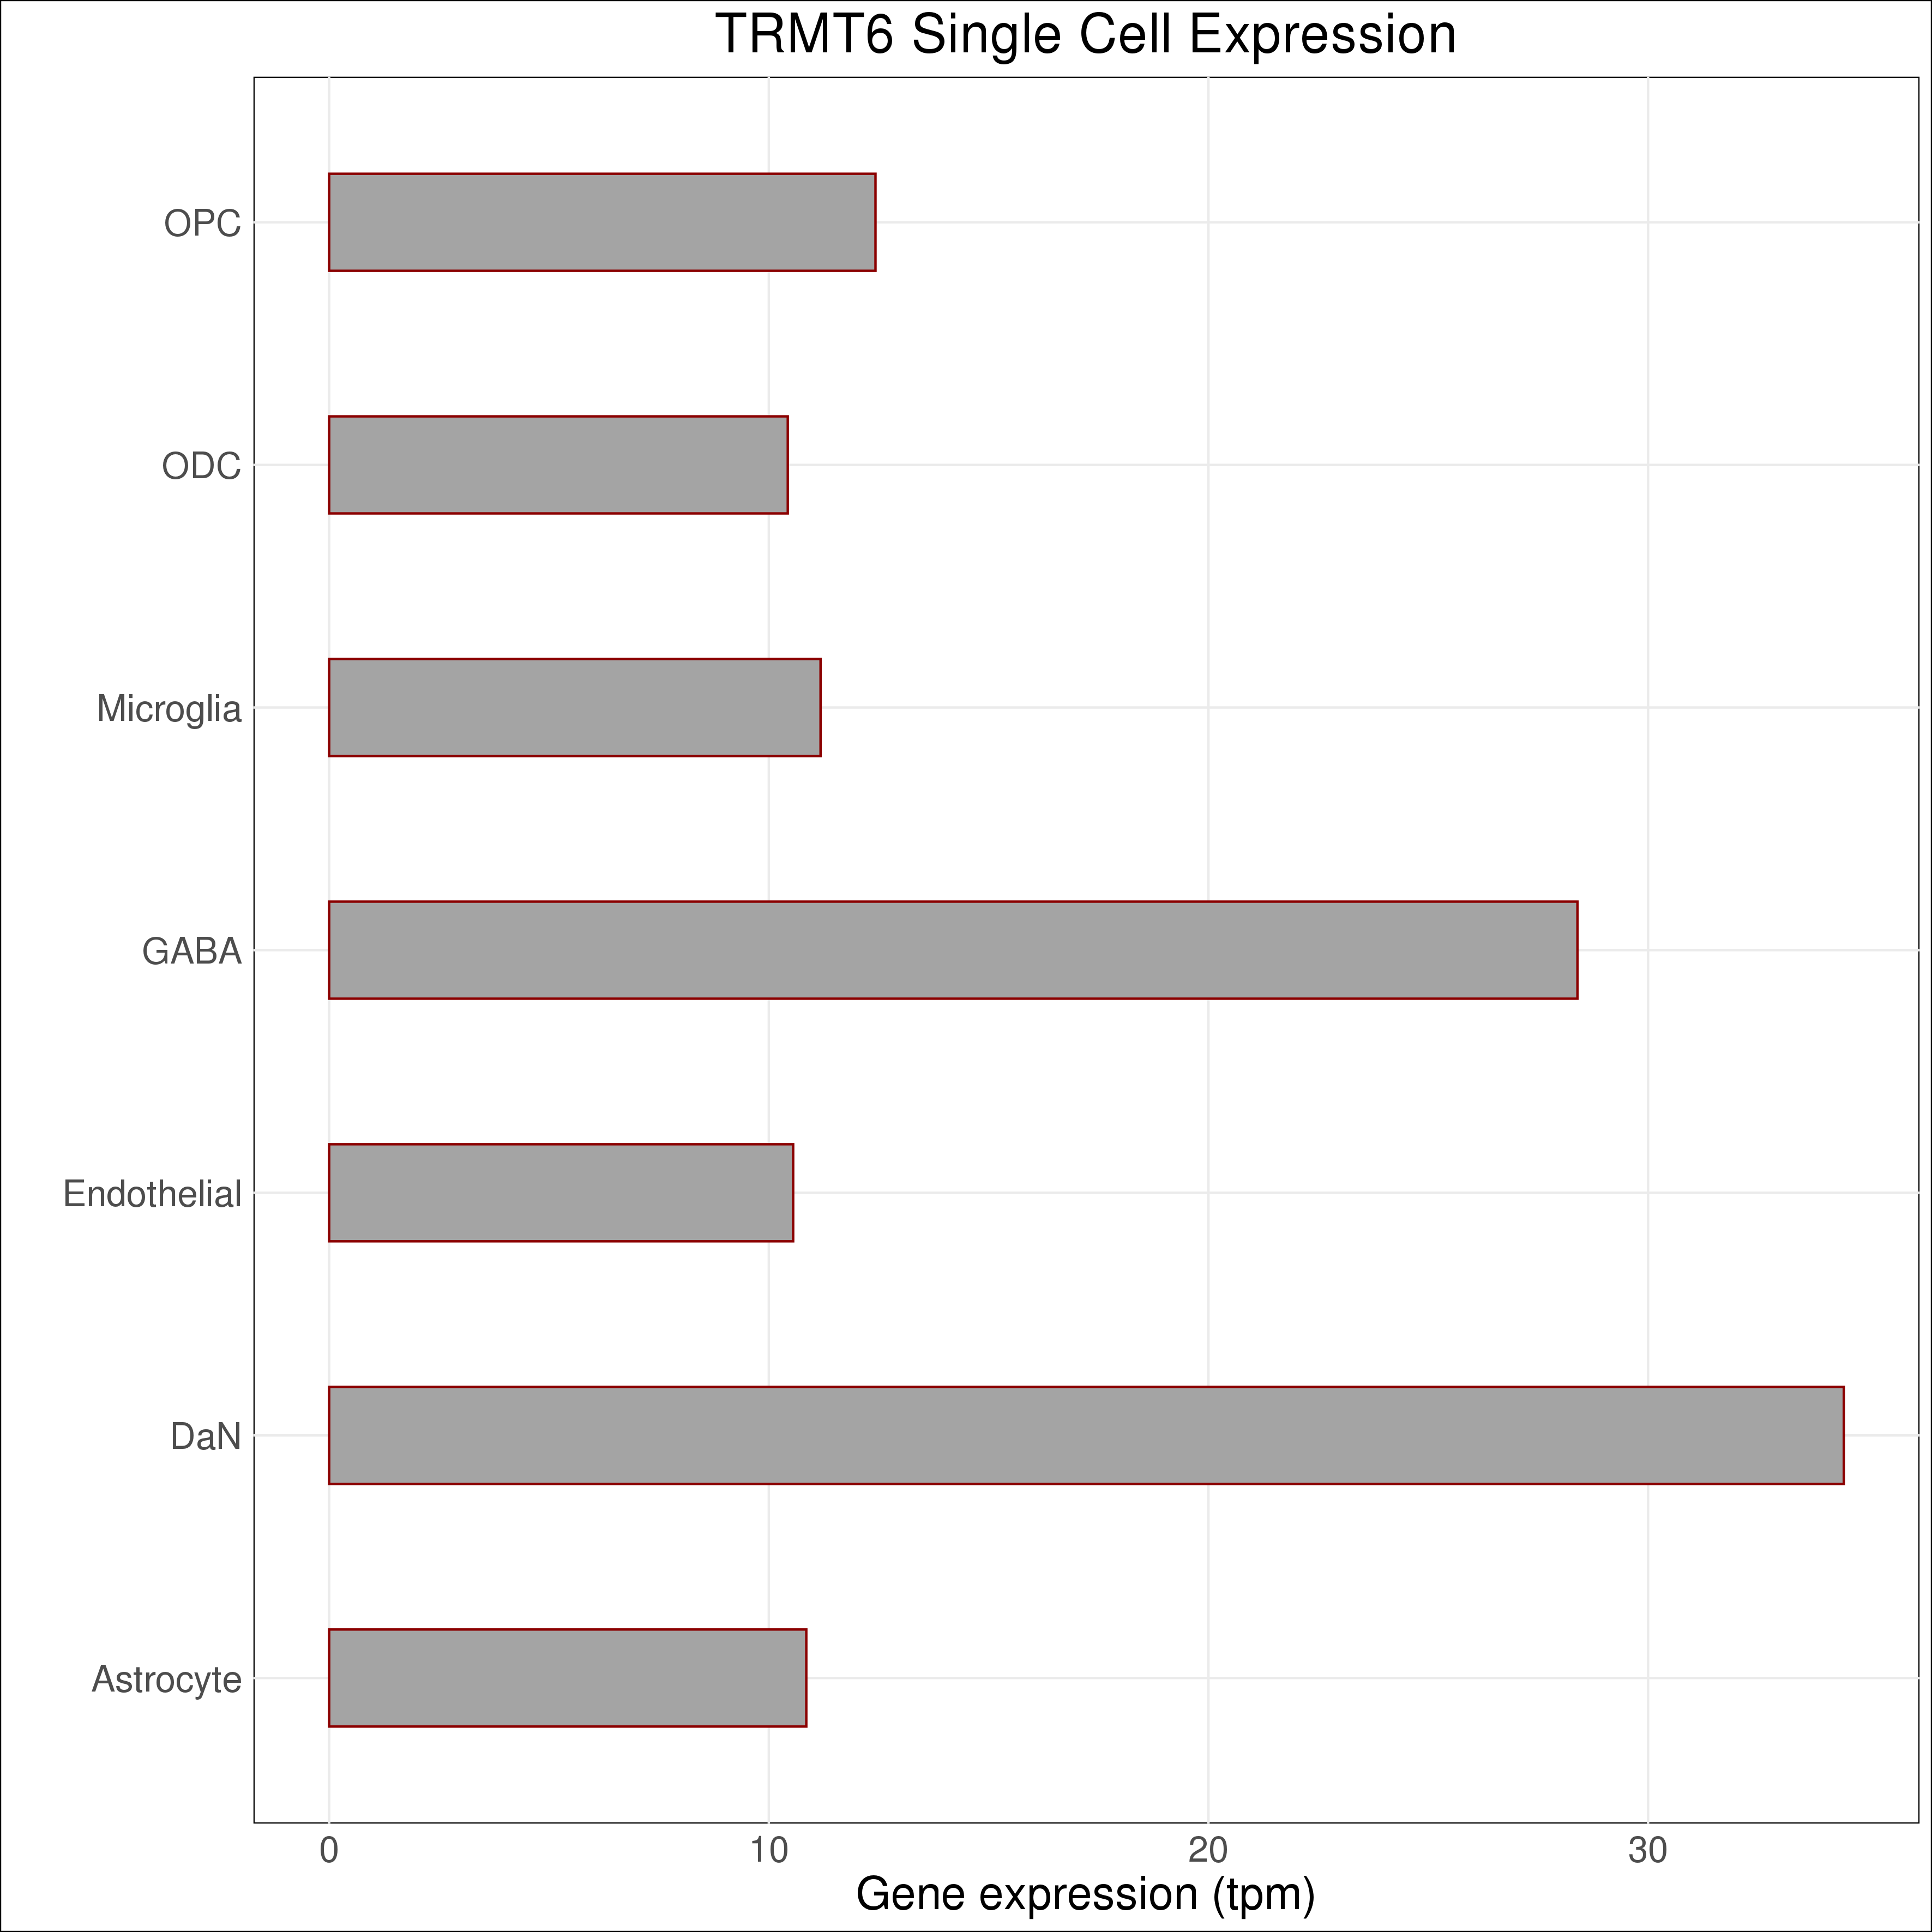 TRMT6 Single Cell Expression
OPC
ODC
Microglia
GABA
Endothelial
DaN
Astrocyte
0 10 20 30
Gene expression (tpm)